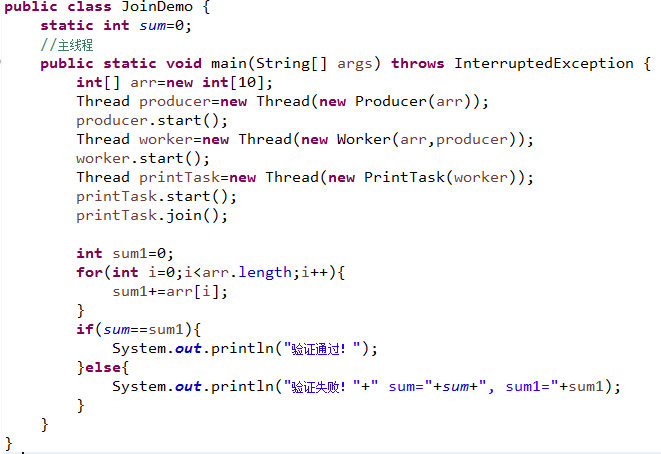 public class JoinDemo {
    static int sum=0;
    //主线程
    public static void main(String[] args) throws InterruptedException {
        int[] arr=new int[10];
        Thread producer=new Thread(new Producer(arr));
        producer.start();
        Thread worker=new Thread(new Worker(arr,producer));
        worker.start();
        Thread printTask=new Thread(new PrintTask(worker));
        printTask.start();
        printTask.join();

        int sum1=0;
        for(int i=0;i<arr.length;i++){
            sum1+=arr[i];
        }
        if(sum==sum1){
            System.out.println("验证通过！");
        }else{
            System.out.println("验证失败！"+" sum="+sum+", sum1="+sum1);
        }
    }
}